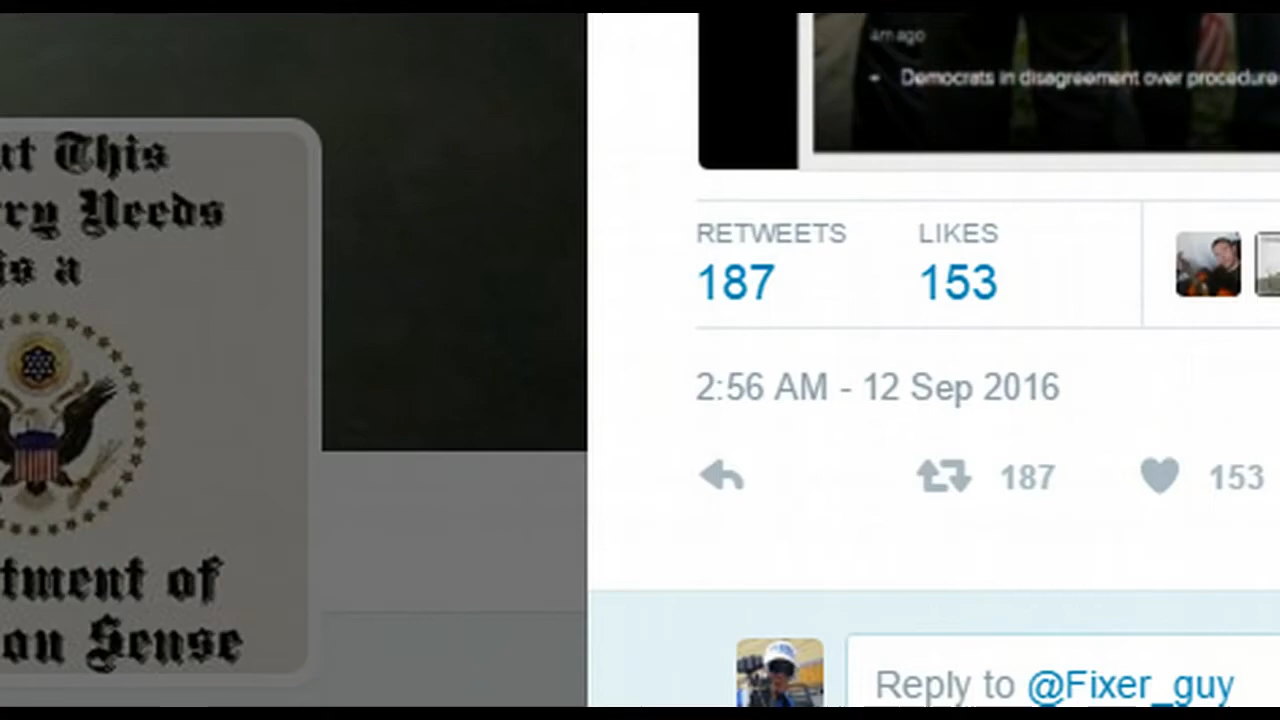 ut This
ry Needs
is a
tment of
on Sense
4m ago
- Democrats in disagreement over procedure
RETWEETS LIKES
187 153
2:56 AM - 12 Sep 2016
187 153
Reply to @Fixer_guy